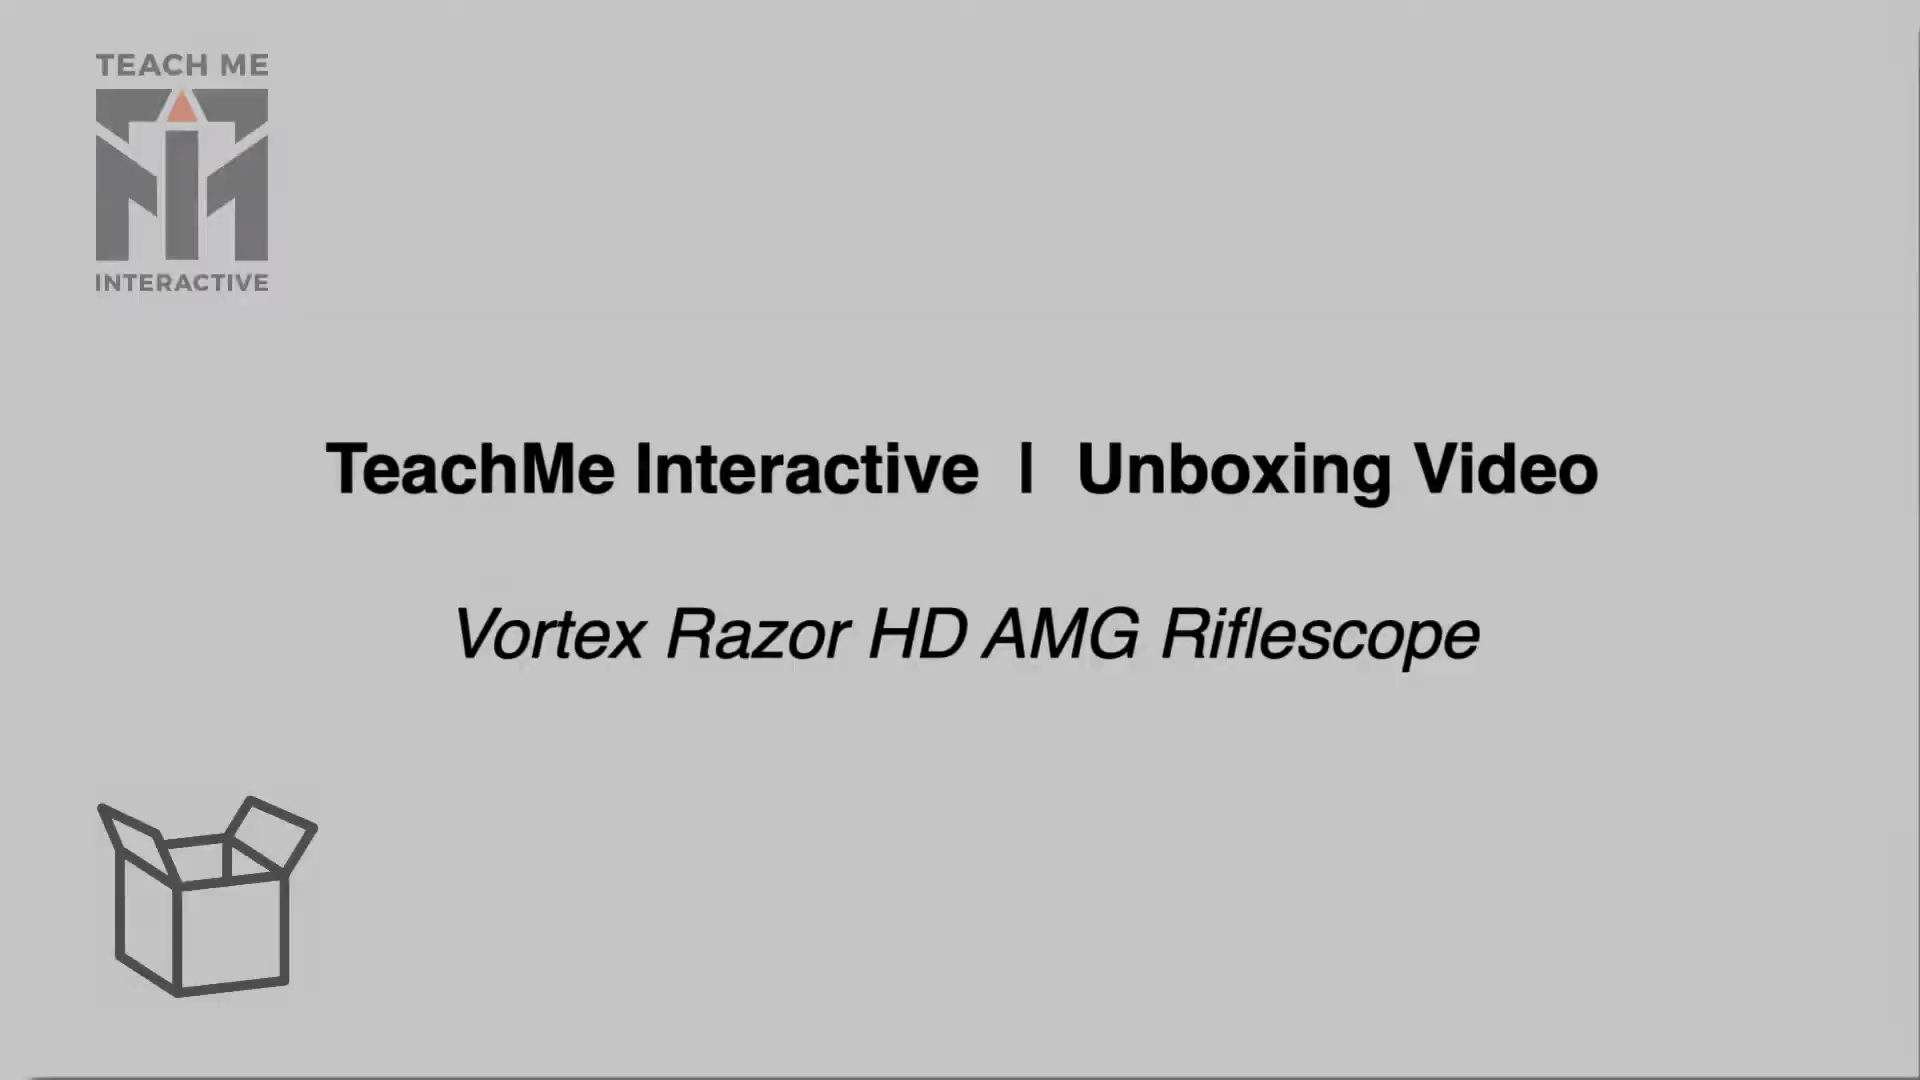 TEACH ME
INTERACTIVE
TeachMe Interactive | Unboxing Video
Vortex Razor HD AMG Riflescope